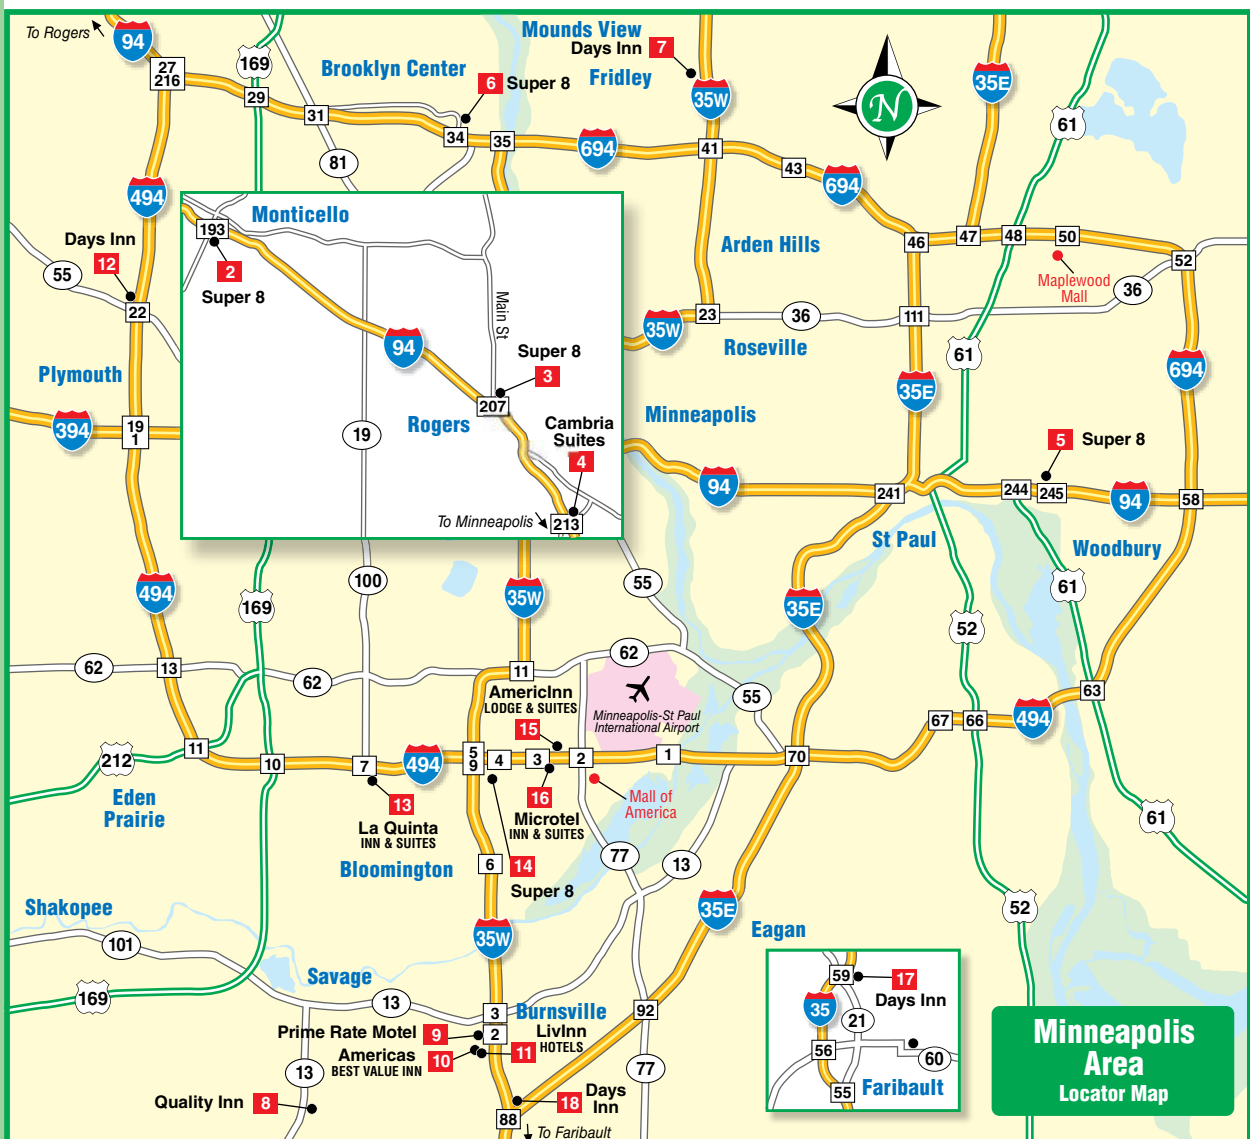 To Rogers
94
27
216
169
29
Brooklyn Center
31
81
6
Super 8
34
35
694
Mounds View
Days Inn
7
Fridley
35W
41
43
694
N
35E
61
494
Arden Hills
46
47
48
50
52
Maplewood
Mall
36
Days Inn
12
55
22
Monticello
193
2
Super 8
94
Main St
Super 8
3
207
Rogers
19
Cambria
Suites
4
To Minneapolis
213
35W
23
36
111
Roseville
61
35E
694
Plymouth
394
19
1
Minneapolis
94
241
5
Super 8
244
245
94
58
St Paul
Woodbury
494
169
100
35W
55
35E
61
52
62
13
62
11
62
55
AmericInn
LODGE & SUITES
15
Minneapolis-St Paul
International Airport
63
494
67
66
212
11
10
7
494
5
9
4
3
2
1
70
Eden
Prairie
13
La Quinta
INN & SUITES
16
Microtel
INN & SUITES
Mall of
America
61
Bloomington
6
14
Super 8
77
13
Shakopee
101
35W
35E
Eagan
52
Savage
169
13
3
Burnsville
92
59
17
Days Inn
35
21
56
60
Faribault
55
Prime Rate Motel
9
2
LivInn
HOTELS
Americas
BEST VALUE INN
10
11
13
77
Quality Inn
8
18
Days
Inn
88
To Faribault
Minneapolis
Area
Locator Map